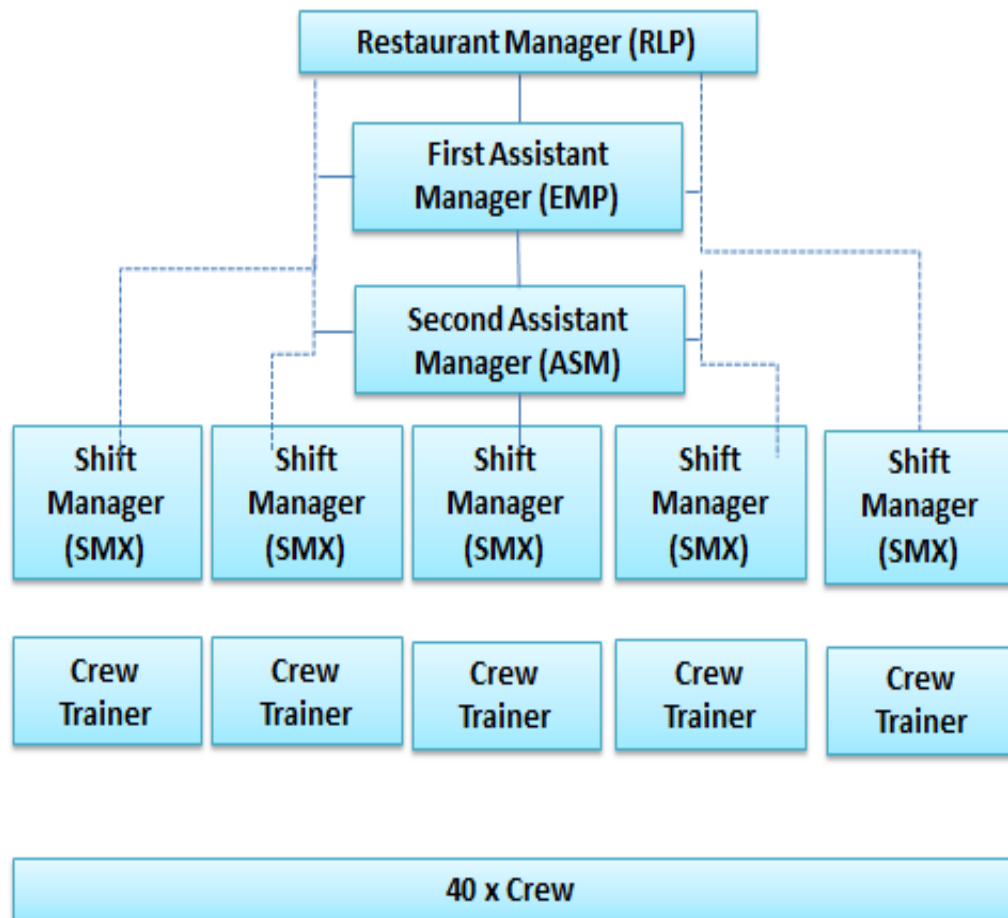 Restaurant Manager (RLP)
First Assistant
Manager (EMP)
Second Assistant
Manager (ASM)
Shift
Manager
(SMX)
Shift
Manager
(SMX)
Shift
Manager
(SMX)
Shift
Manager
(SMX)
Shift
Manager
(SMX)
Crew
Trainer
Crew
Trainer
Crew
Trainer
Crew
Trainer
Crew
Trainer
40 x Crew